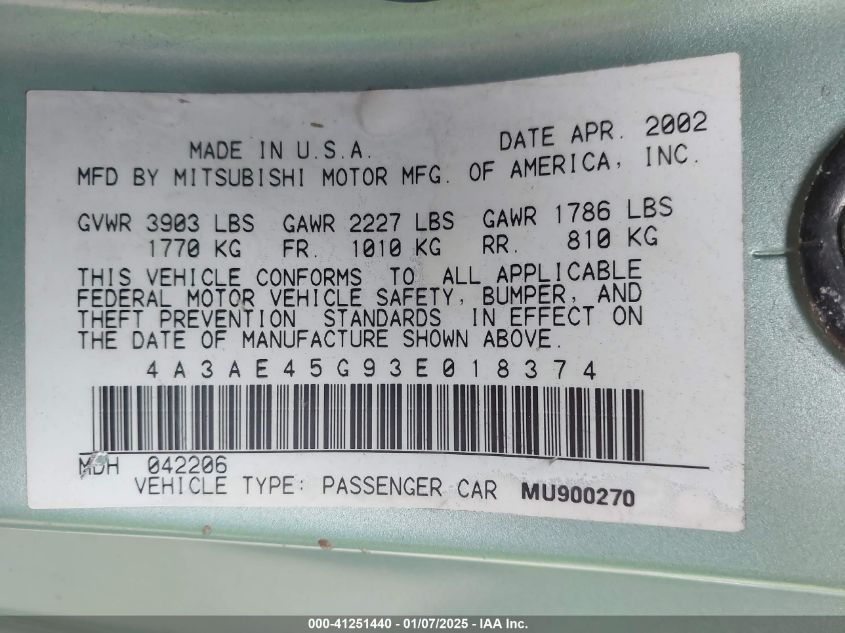 MADE IN U.S.A. DATE APR. 2002
MFD BY MITSUBISHI MOTOR MFG. OF AMERICA, INC.
GVWR 3903 LBS GAWR 2227 LBS GAWR 1786 LBS
1770 KG FR. 1010 KG RR. 810 KG
THIS VEHICLE CONFORMS TO ALL APPLICABLE
FEDERAL MOTOR VEHICLE SAFETY, BUMPER, AND
THEFT PREVENTION STANDARDS IN EFFECT ON
THE DATE OF MANUFACTURE SHOWN ABOVE.
4A3AE45G93E018374
MDH 042206
VEHICLE TYPE: PASSENGER CAR MU900270
000-41251440 - 01/07/2025 - IAA Inc.